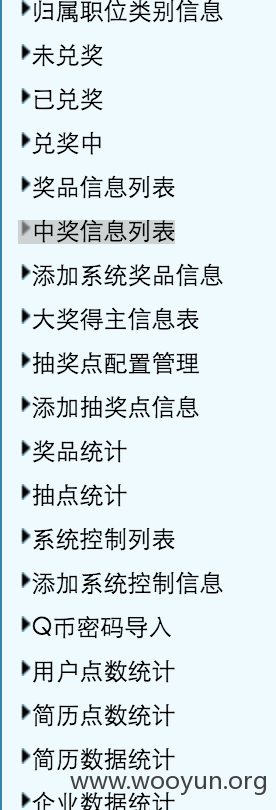 归属职位类别信息
未兑奖
已兑奖
兑奖中
奖品信息列表
中奖信息列表
添加系统奖品信息
大奖得主信息表
抽奖点配置管理
添加抽奖点信息
奖品统计
抽点统计
系统控制列表
添加系统控制信息
Q币密码导入
用户点数统计
简历点数统计
简历数据统计
www.wooyun.org
企业数据统计